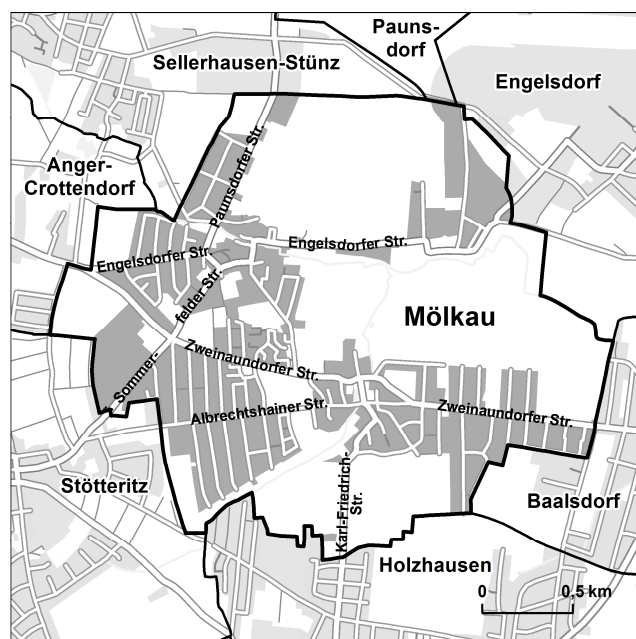 Pauns-
dorf
Sellerhausen-Stünz
Engelsdorf
Anger-
Crottendorf
Paunsdorfer Str.
Engelsdorfer Str.
Engelsdorfer Str.
Sommer-
felder Str.
Mölkau
Zweinaundorfer Str.
Albrechtshainer Str.
Zweinaundorfer Str.
Stötteritz
Karl-Friedrich-
Str.
Baalsdorf
Holzhausen
0 0,5 km